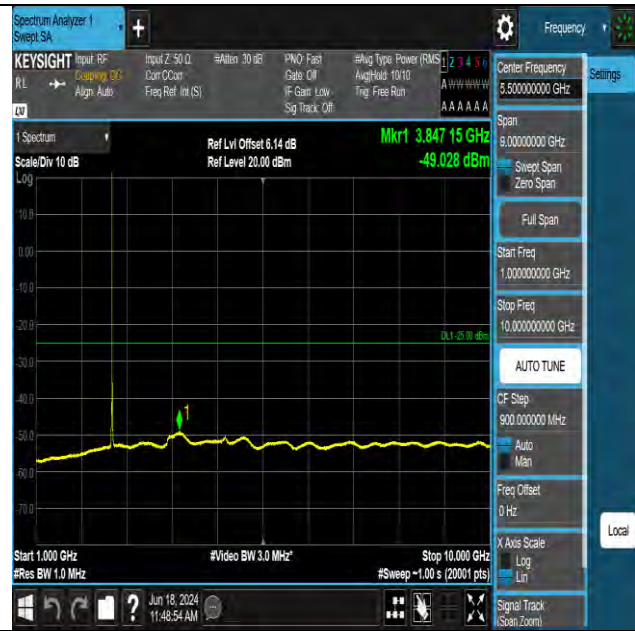 Spectrum Analyzer 1
Swept SA
+
Frequency
KEYSIGHT
RL
LXI
Input: RF
Coupling: DC
Align: Auto
Input Z: 50 Ω
Corr CCorr
Freq Ref: Int (S)
#Atten: 30 dB
PNO: Fast
Gate: Off
IF Gain: Low
Sig Track: Off
#Avg Type: Power (RMS
Avg|Hold: 10/10
Trig: Free Run
1 2 3 4 5 6
A W W W W W
A A A A A A
1 Spectrum
Scale/Div 10 dB
Ref Lvl Offset 6.14 dB
Ref Level 20.00 dBm
Mkr1 3.847 15 GHz
-49.028 dBm
Log
10.0
0.00
-10.0
-20.0
DL1 -25.00 dBm
-30.0
-40.0
1
-50.0
-60.0
-70.0
Start 1.000 GHz
#Res BW 1.0 MHz
#Video BW 3.0 MHz*
Stop 10.000 GHz
#Sweep ~1.00 s (20001 pts)
?
Jun 18, 2024
11:48:54 AM
Center Frequency
5.500000000 GHz
Settings
Span
9.00000000 GHz
Swept Span
Zero Span
Full Span
Start Freq
1.000000000 GHz
Stop Freq
10.000000000 GHz
AUTO TUNE
CF Step
900.000000 MHz
Auto
Man
Freq Offset
0 Hz
X Axis Scale
Log
Lin
Local
Signal Track
(Span Zoom)